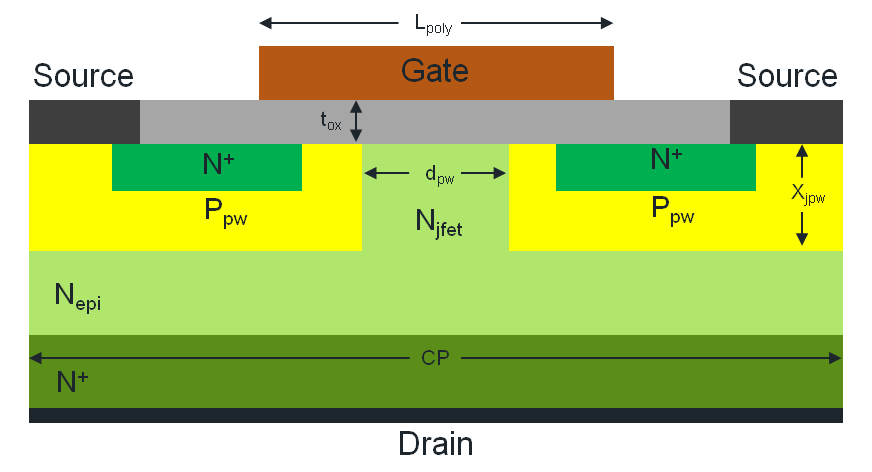 Lpoly
Source
Gate
Source
tox
N+
dpw
N+
Xjpw
Ppw
Njfet
Ppw
Nepi
CP
N+
Drain